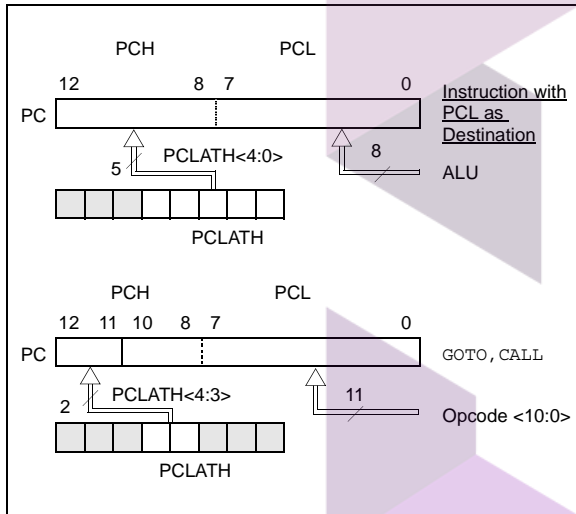 PCH PCL
12 8 7 0
Instruction with
PCL as
Destination
PC
5 PCLATH<4:0> 8
ALU
PCLATH
PCH PCL
12 11 10 8 7 0
PC GOTO,CALL
2 PCLATH<4:3> 11
Opcode <10:0>
PCLATH